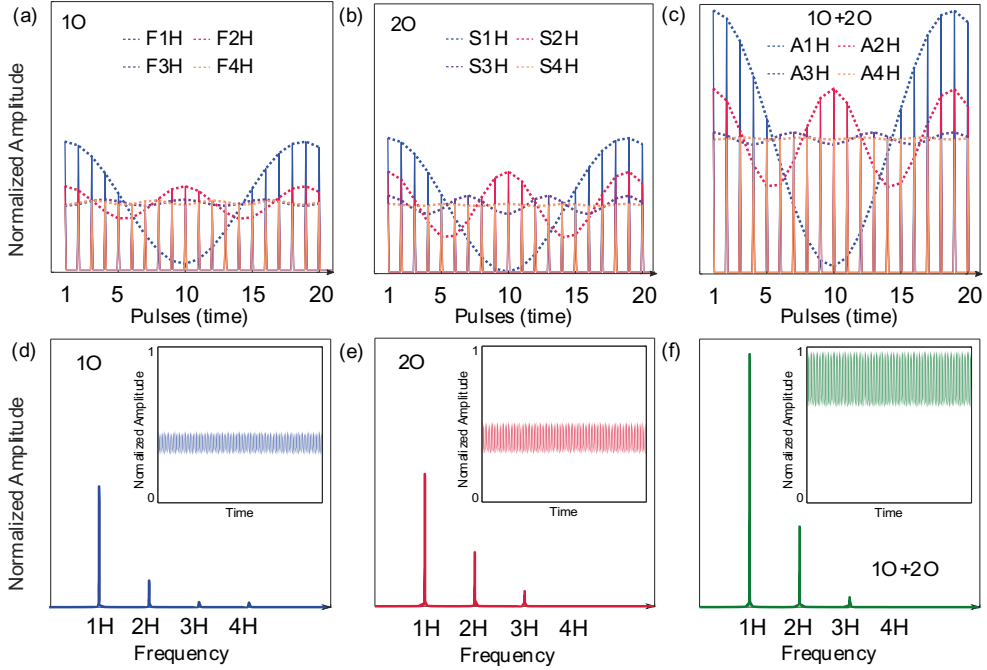 (a) 1O
F1H F2H
F3H F4H
Normalized Amplitude
1 5 10 15 20
Pulses (time)
(b) 2O
S1H S2H
S3H S4H
1 5 10 15 20
Pulses (time)
(c) 1O+2O
A1H A2H
A3H A4H
1 5 10 15 20
Pulses (time)
(d) 1O
Normalized Amplitude
1
Normalized Amplitude
0
Time
1H 2H 3H 4H
Frequency
(e) 2O
1
Normalized Amplitude
0
Time
1H 2H 3H 4H
Frequency
(f)
1
Normalized Amplitude
0
Time
1O+2O
1H 2H 3H 4H
Frequency